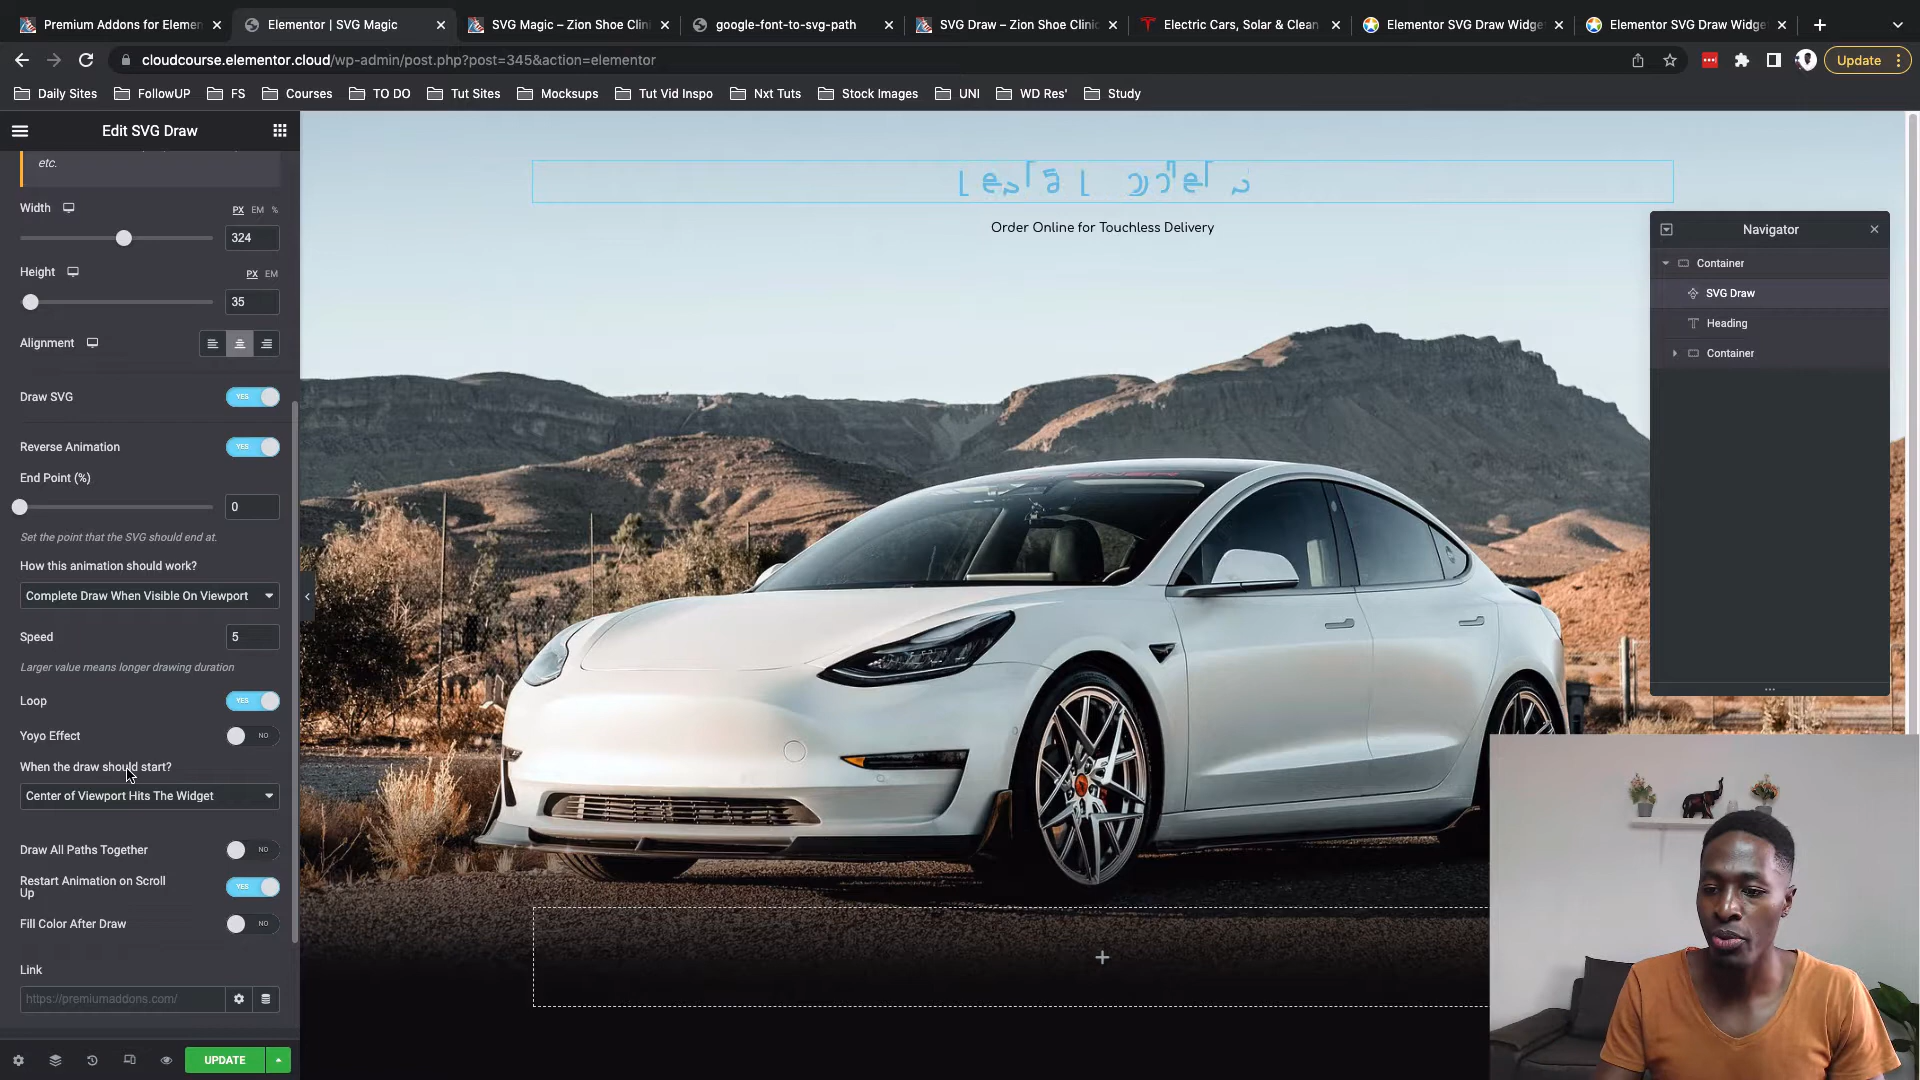 Premium Addons for Elemen
Elementor | SVG Magic
SVG Magic – Zion Shoe Clini
google-font-to-svg-path
SVG Draw – Zion Shoe Clinic
Electric Cars, Solar & Clean
Elementor SVG Draw Widge
Elementor SVG Draw Widge
cloudcourse.elementor.cloud/wp-admin/post.php?post=345&action=elementor
Update
Daily Sites
FollowUP
FS
Courses
TO DO
Tut Sites
Mocksups
Tut Vid Inspo
Nxt Tuts
Stock Images
UNI
WD Res'
Study
Edit SVG Draw
etc.
Width
PX EM %
324
Height
PX EM
35
Alignment
Draw SVG
YES
Reverse Animation
YES
End Point (%)
0
Set the point that the SVG should end at.
How this animation should work?
Complete Draw When Visible On Viewport
Speed
5
Larger value means longer drawing duration
Loop
YES
Yoyo Effect
NO
When the draw should start?
Center of Viewport Hits The Widget
Draw All Paths Together
NO
Restart Animation on Scroll
Up
YES
Fill Color After Draw
NO
Link
https://premiumaddons.com/
UPDATE
Order Online for Touchless Delivery
Navigator
Container
SVG Draw
Heading
Container